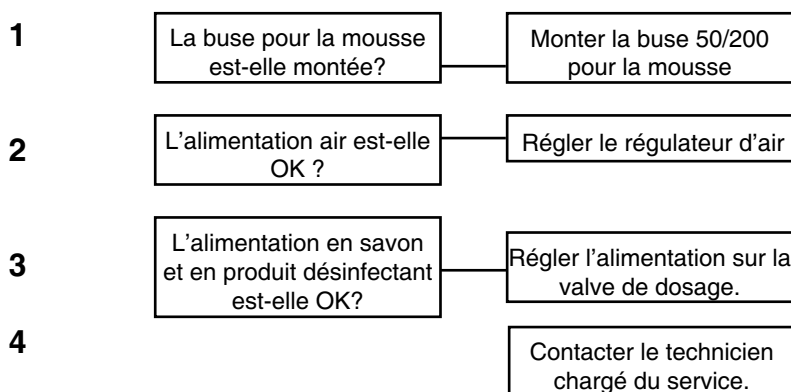 1
La buse pour la mousse
est-elle montée?
Monter la buse 50/200
pour la mousse
2
L'alimentation air est-elle
OK ?
Régler le régulateur d'air
3
L'alimentation en savon
et en produit désinfectant
est-elle OK?
Régler l'alimentation sur la
valve de dosage.
4
Contacter le technicien
chargé du service.